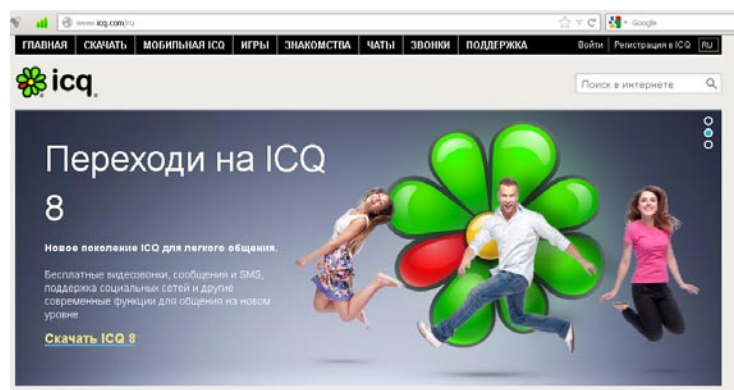 www.icq.com/ru
Google
ГЛАВНАЯ СКАЧАТЬ МОБИЛЬНАЯ ICQ ИГРЫ ЗНАКОМСТВА ЧАТЫ ЗВОНКИ ПОДДЕРЖКА Войти Регистрация в ICQ RU
icq
Поиск в интернете
Переходи на ICQ
8
Новое поколение ICQ для легкого общения.
Бесплатные видеозвонки, сообщения и SMS,
поддержка социальных сетей и другие
современные функции для общения на новом
уровне
Скачать ICQ 8